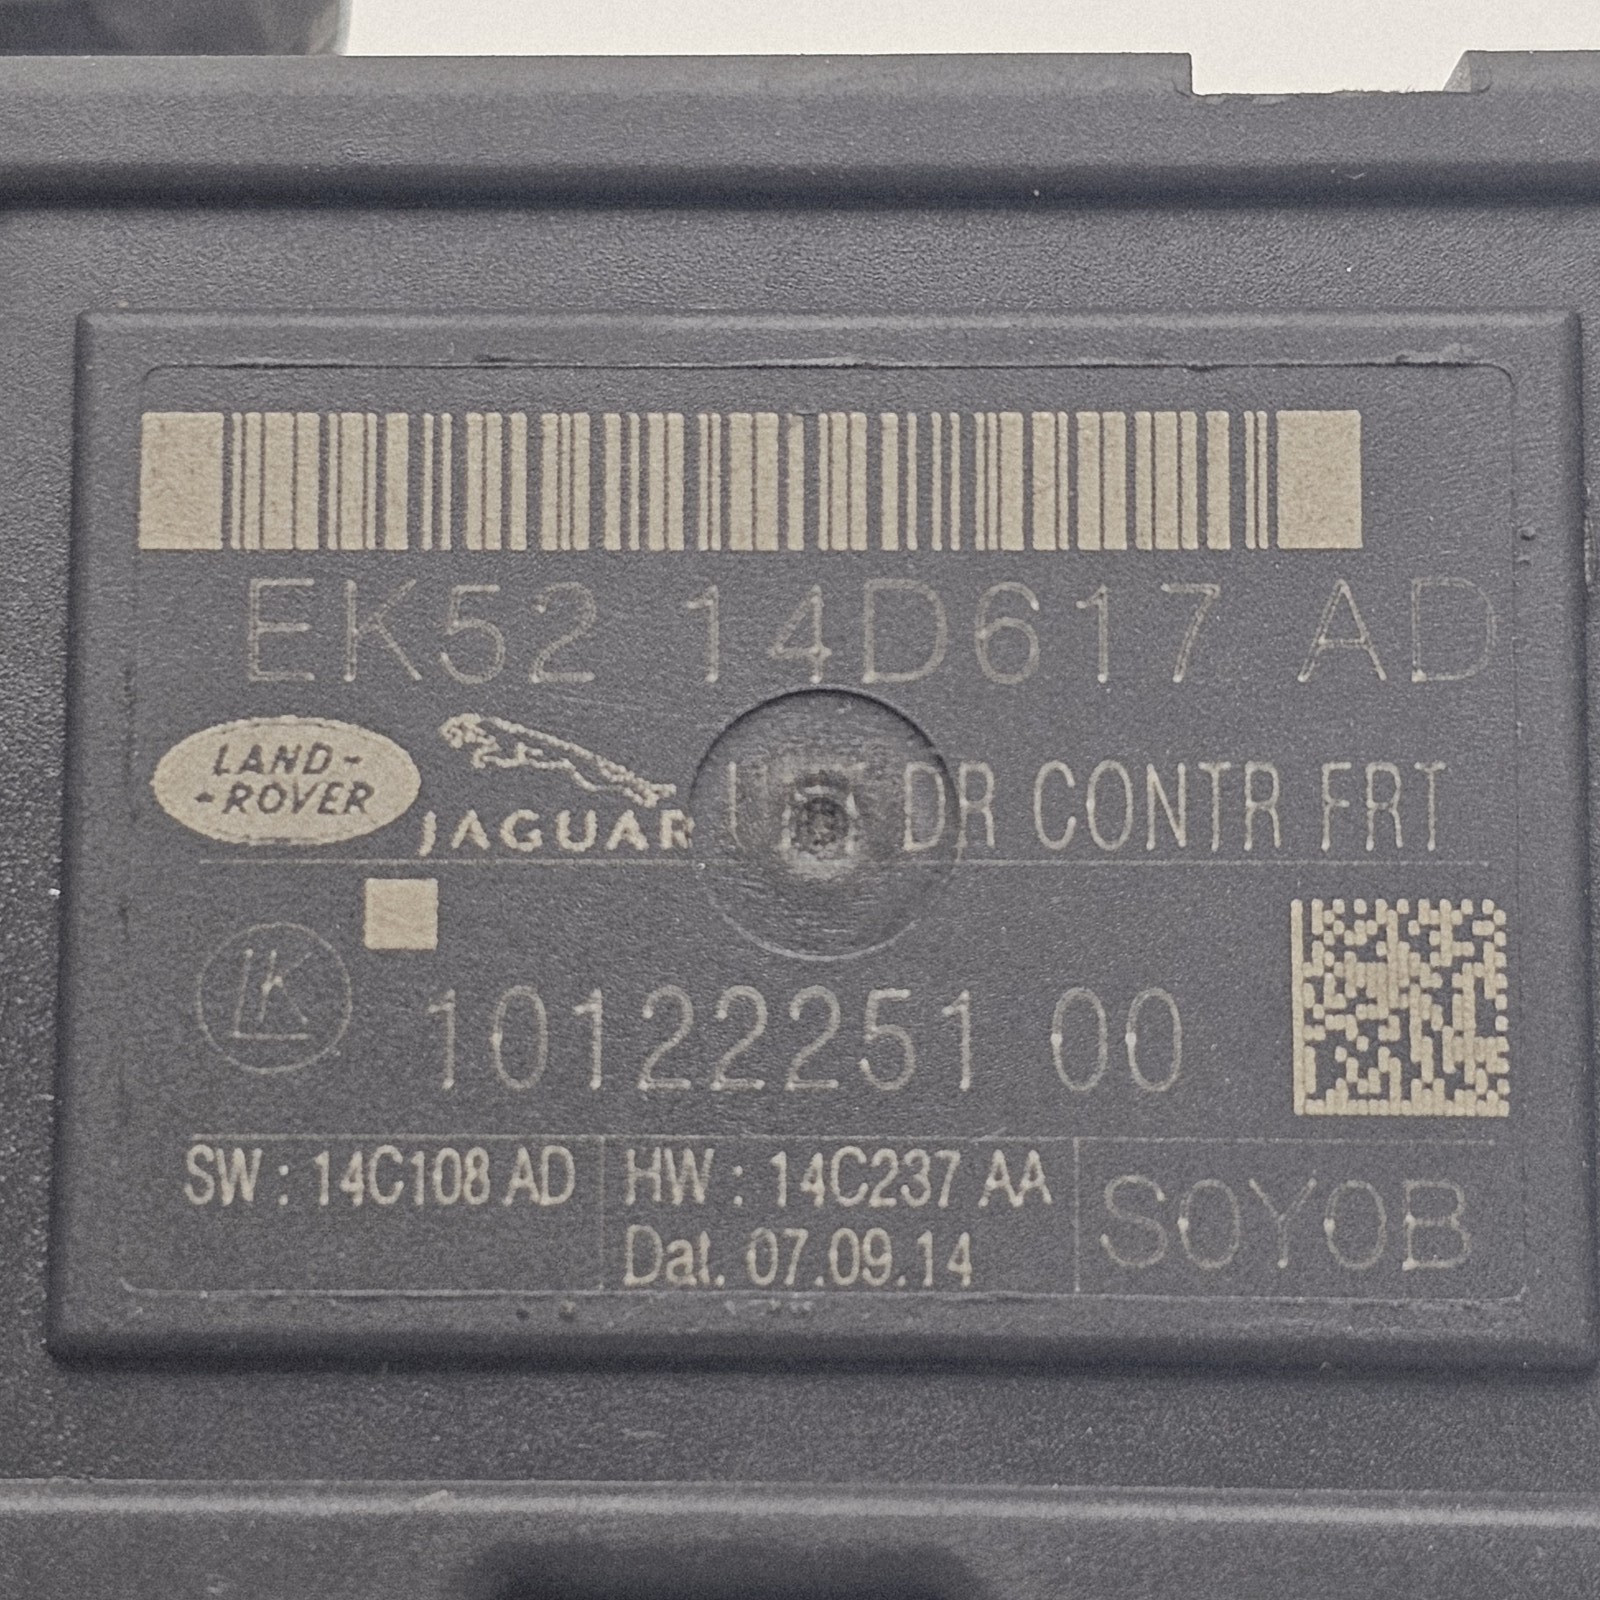 EK52 14D617 AD
LAND-
-ROVER
JAGUAR
DR CONTR FRT
LK
10122251 00
SW : 14C108 AD
HW : 14C237 AA
Dat. 07.09.14
S0Y0B